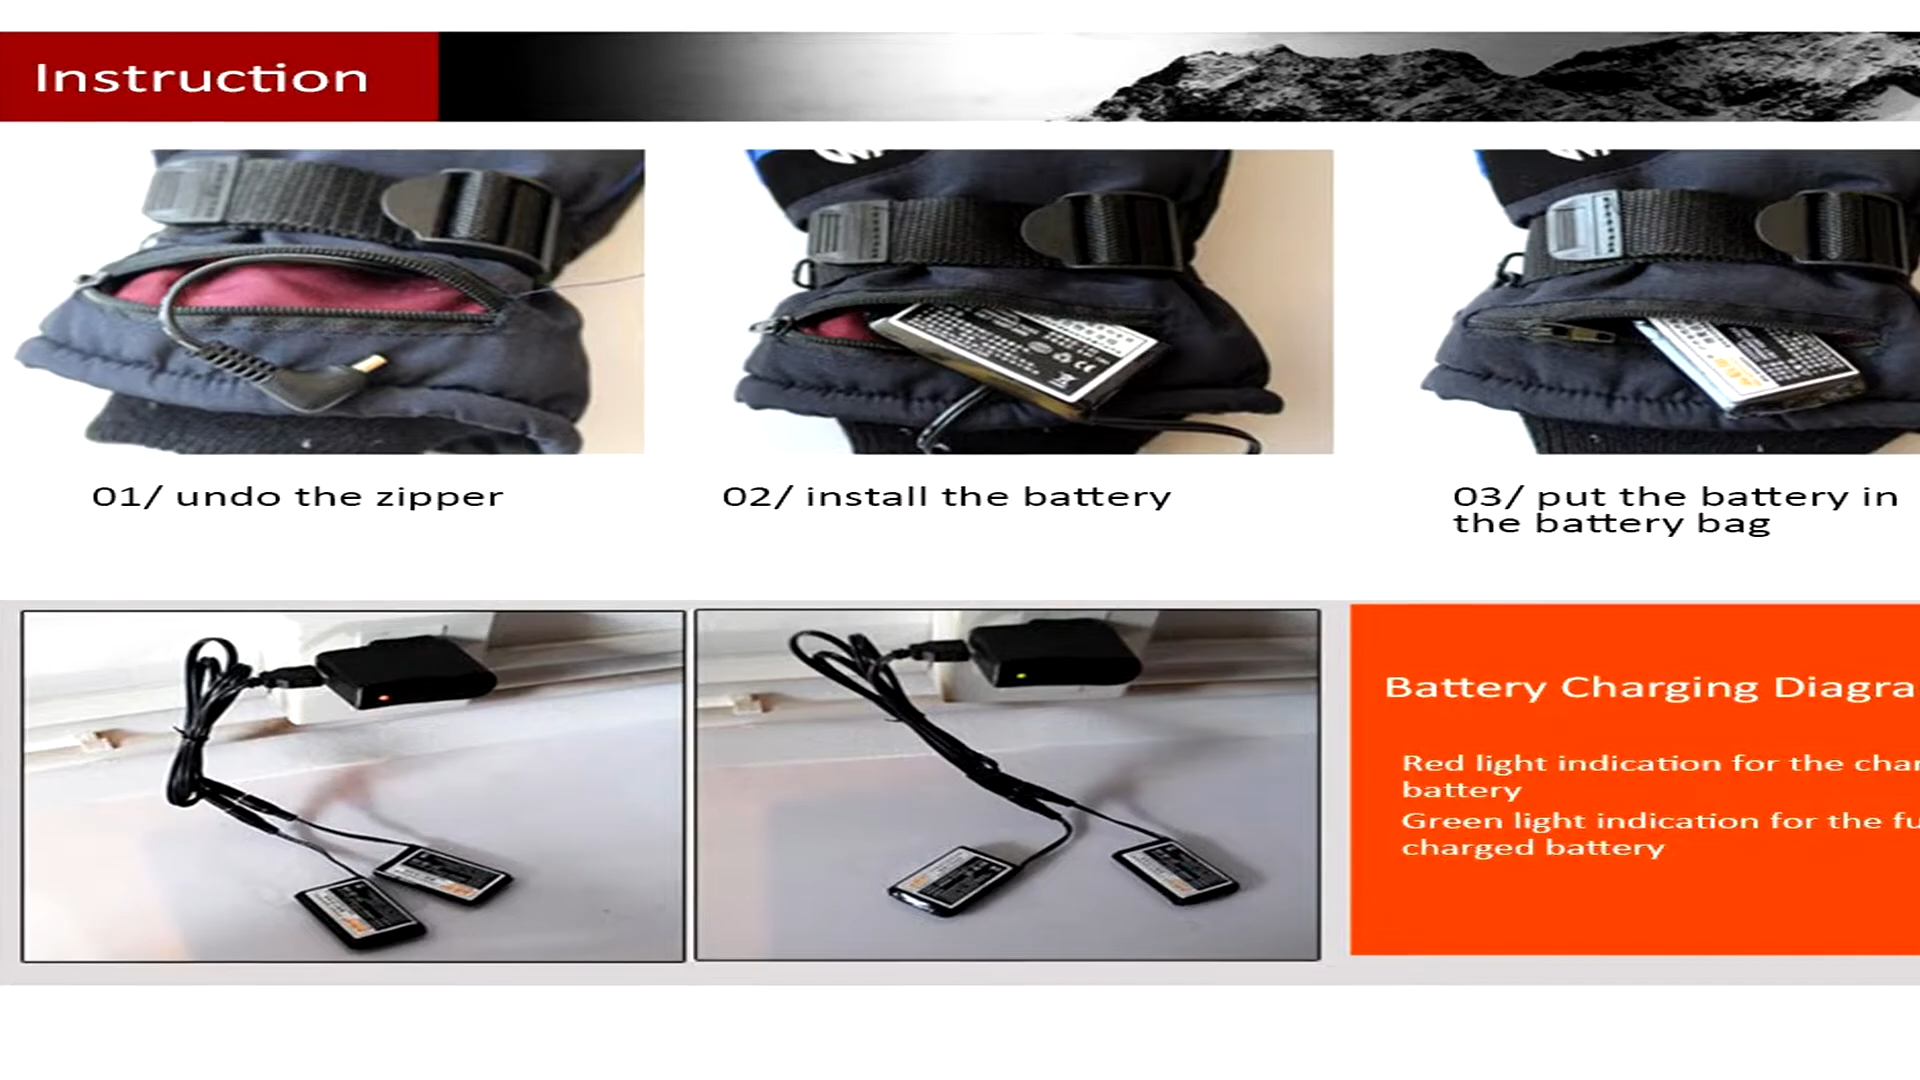 Instruction
01/ undo the zipper
02/ install the battery
03/ put the battery in
the battery bag
Battery Charging Diagra
Red light indication for the char
battery
Green light indication for the fu
charged battery